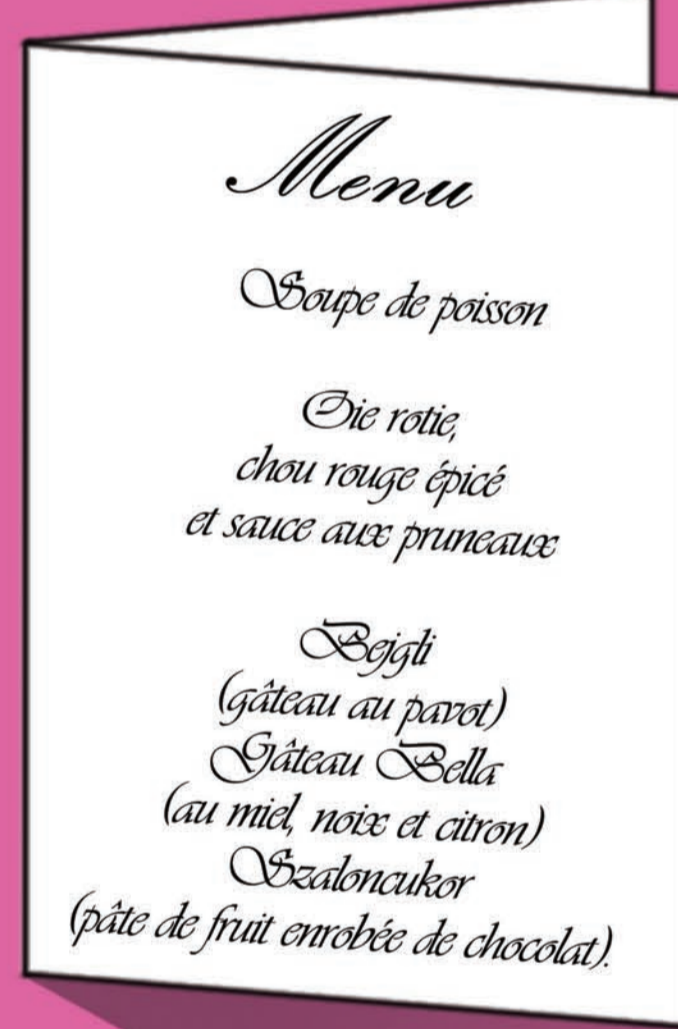 Menu
Soupe de poisson
Oie rotie,
chou rouge épicé
et sauce aux pruneaux
Bejgli
(gâteau au pavot)
Gâteau Bella
(au miel, noix et citron)
Szaloncukor
(pâte de fruit enrobée de chocolat).